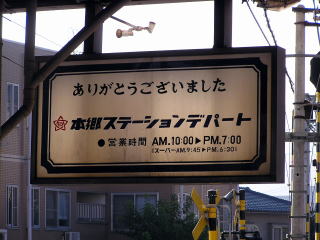 ありがとうございました
本郷ステーションデパート
●営業時間 AM.10:00▶PM.7:00
(スーパーAM.9:45▶PM.6:30)